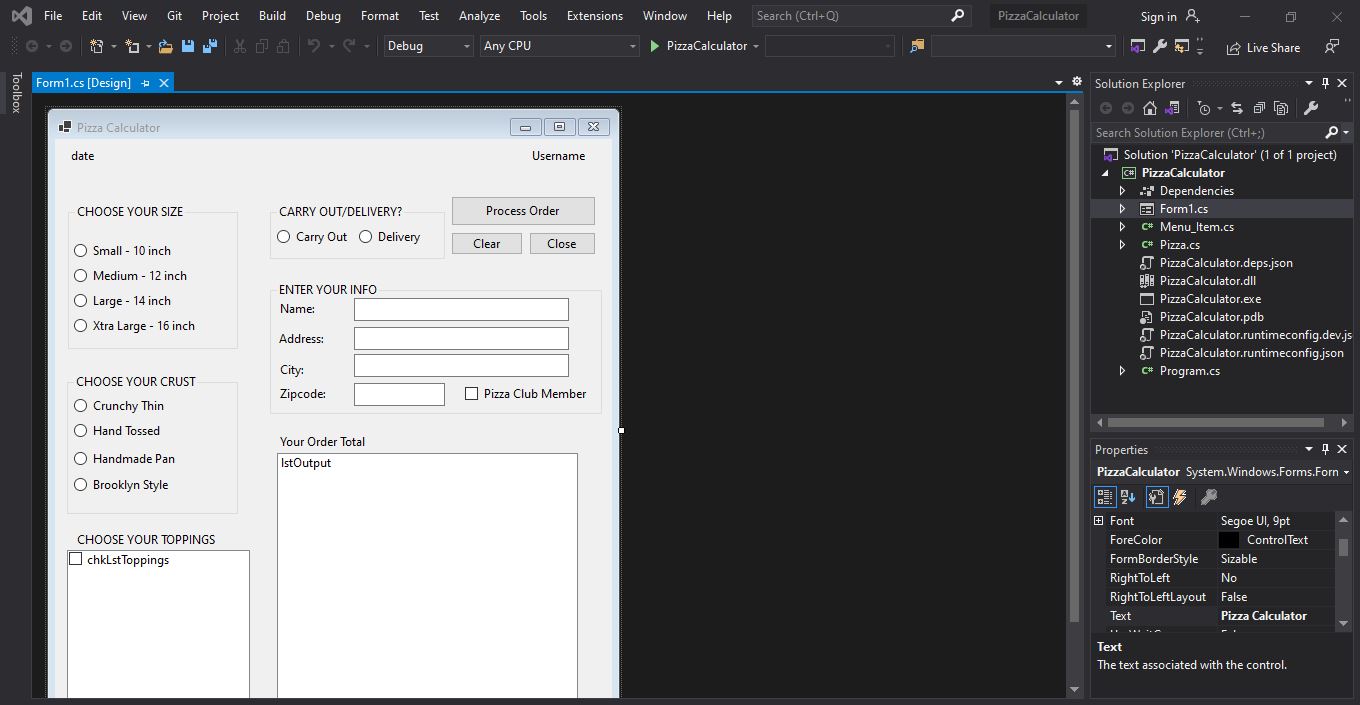 File Edit View Git Project Build Debug Format Test Analyze Tools Extensions Window Help Search (Ctrl+Q) PizzaCalculator Sign in
Debug Any CPU PizzaCalculator Live Share
Toolbox
Form1.cs [Design]
Pizza Calculator
date Username
CHOOSE YOUR SIZE
Small - 10 inch
Medium - 12 inch
Large - 14 inch
Xtra Large - 16 inch
CHOOSE YOUR CRUST
Crunchy Thin
Hand Tossed
Handmade Pan
Brooklyn Style
CHOOSE YOUR TOPPINGS
chkLstToppings
CARRY OUT/DELIVERY?
Carry Out Delivery
Process Order
Clear Close
ENTER YOUR INFO
Name:
Address:
City:
Zipcode: Pizza Club Member
Your Order Total
lstOutput
Solution Explorer
Search Solution Explorer (Ctrl+;)
Solution 'PizzaCalculator' (1 of 1 project)
C# PizzaCalculator
Dependencies
Form1.cs
C# Menu_Item.cs
C# Pizza.cs
PizzaCalculator.deps.json
PizzaCalculator.dll
PizzaCalculator.exe
PizzaCalculator.pdb
PizzaCalculator.runtimeconfig.dev.js
PizzaCalculator.runtimeconfig.json
C# Program.cs
Properties
PizzaCalculator System.Windows.Forms.Forn
Font Segoe UI, 9pt
ForeColor ControlText
FormBorderStyle Sizable
RightToLeft No
RightToLeftLayout False
Text Pizza Calculator
Text
The text associated with the control.